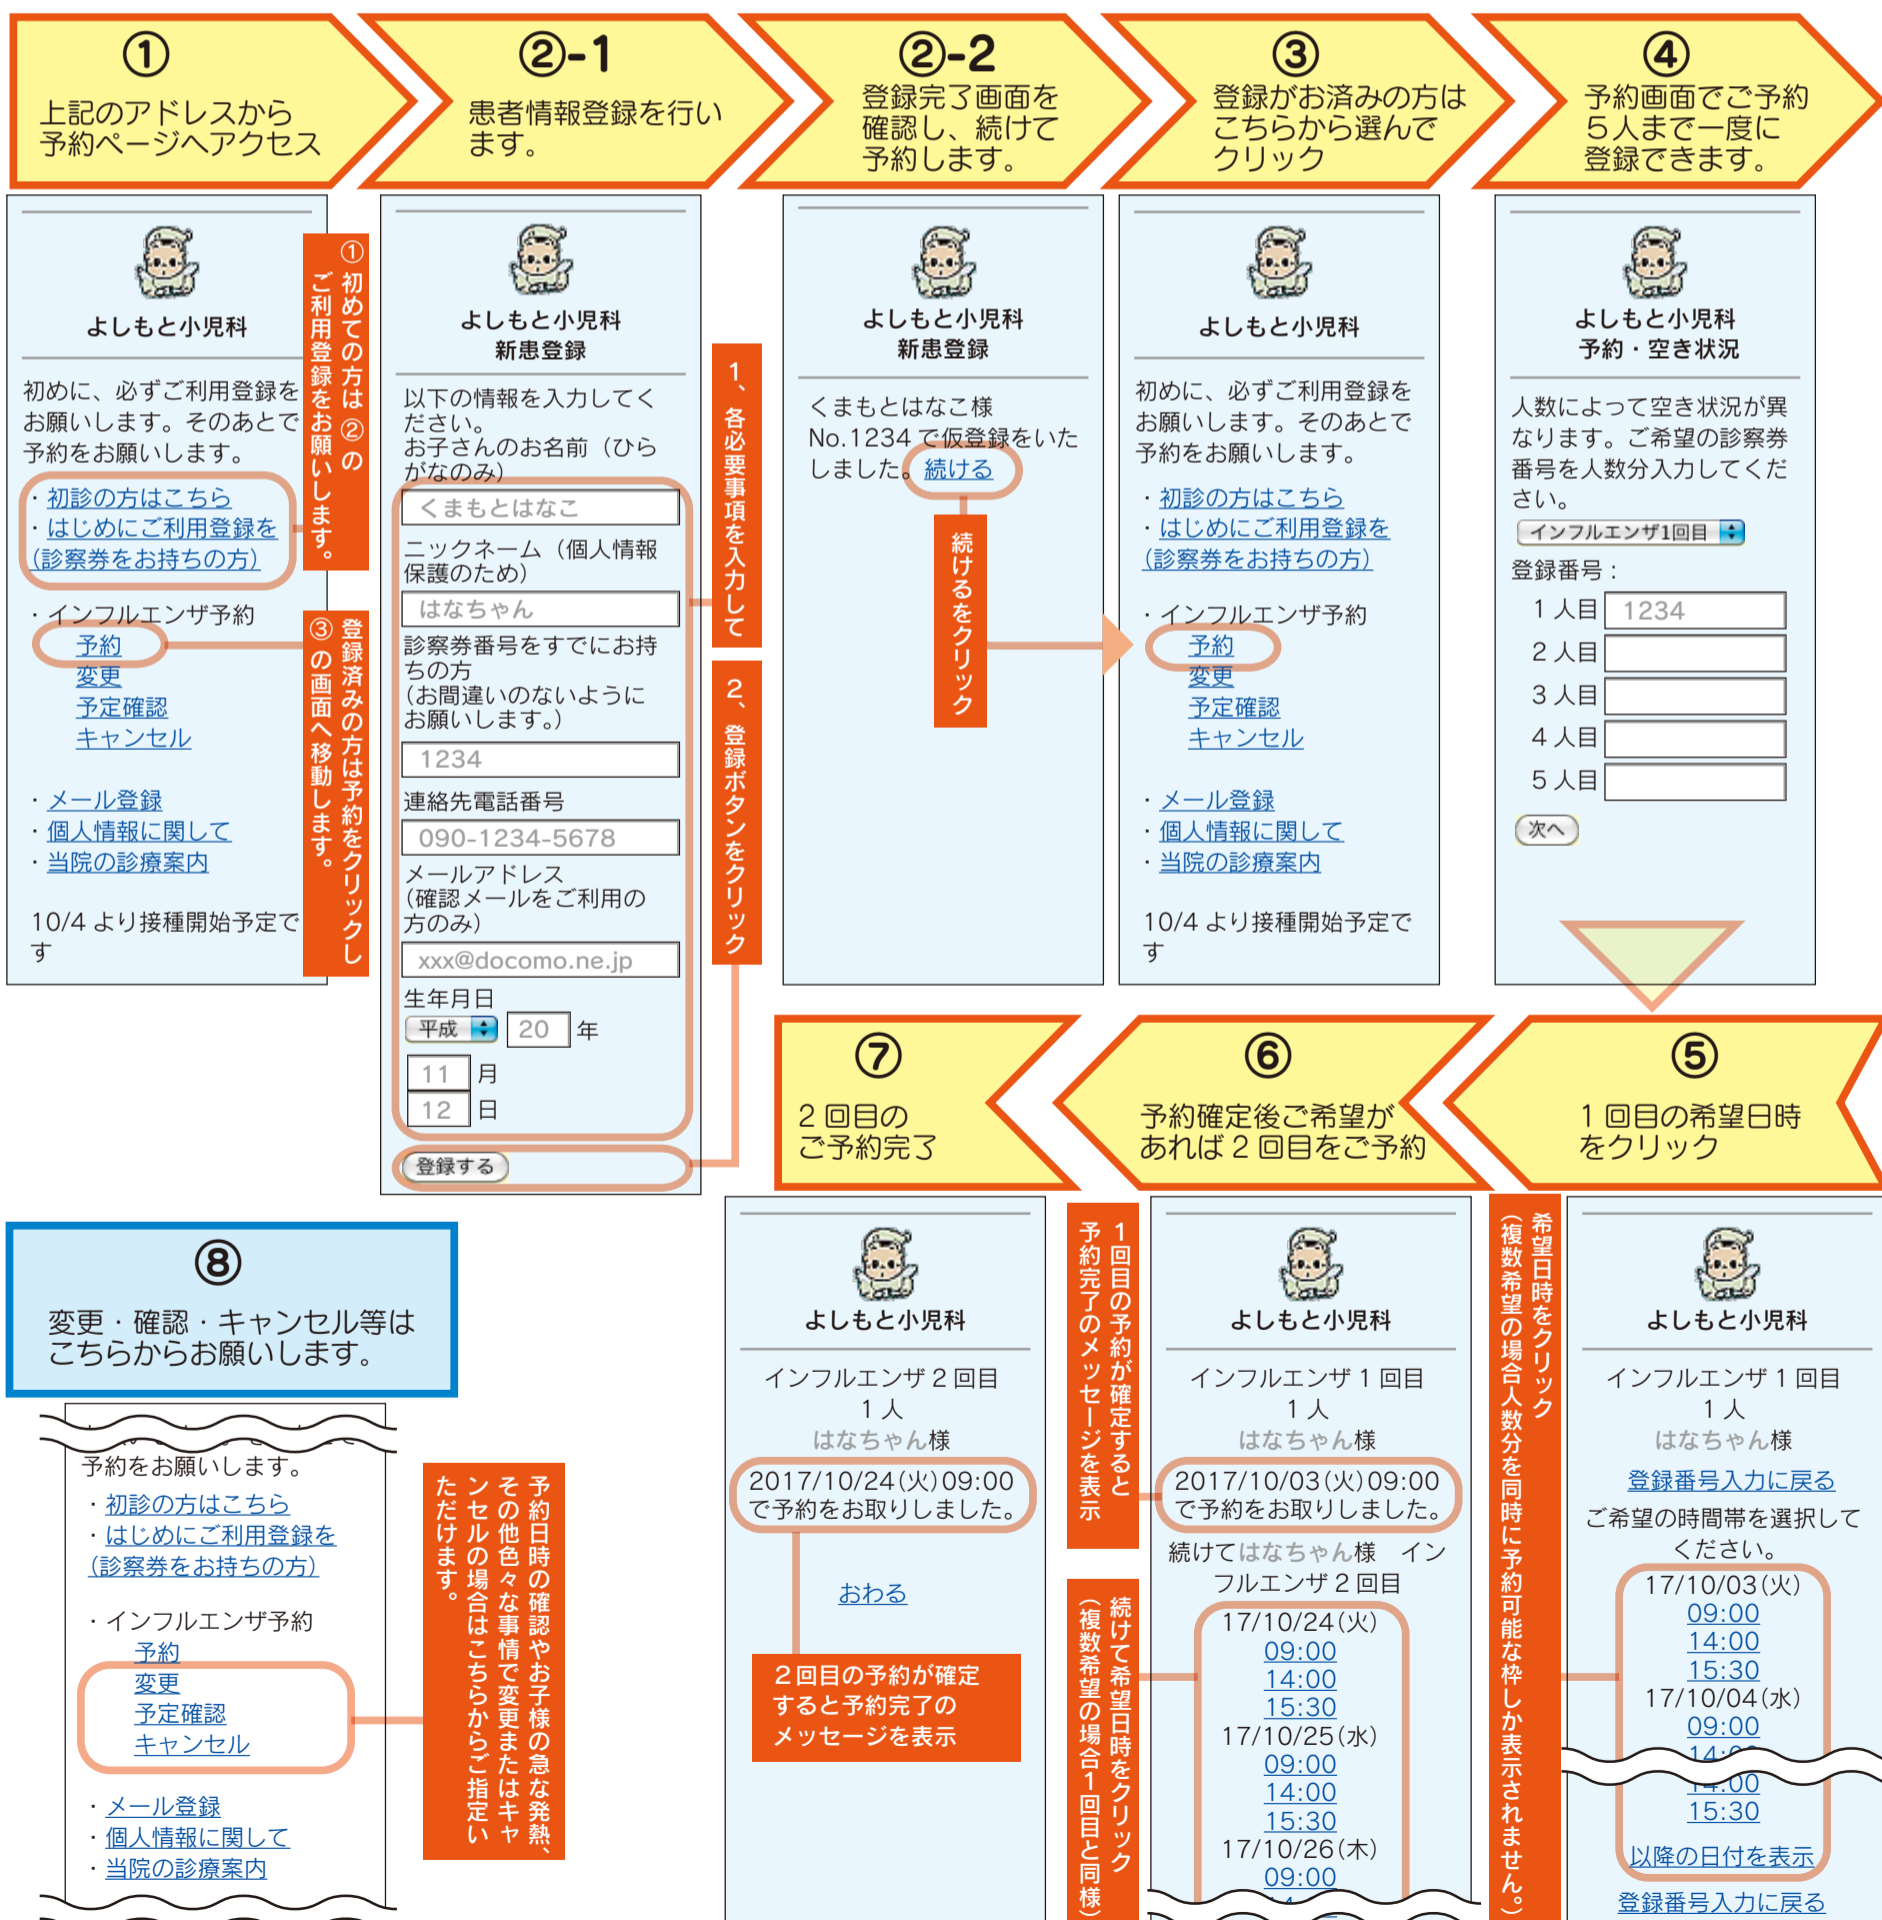 ①
上記のアドレスから
予約ページへアクセス
②-1
患者情報登録を行い
ます。
②-2
登録完了画面を
確認し、続けて
予約します。
③
登録がお済みの方は
こちらから選んで
クリック
④
予約画面でご予約
5人まで一度に
登録できます。
よしもと小児科
初めに、必ずご利用登録を
お願いします。そのあとで
予約をお願いします。
・初診の方はこちら
・はじめにご利用登録を
(診察券をお持ちの方)
・インフルエンザ予約
予約
変更
予定確認
キャンセル
・メール登録
・個人情報に関して
・当院の診療案内
10/4 より接種開始予定で
す
①初めての方は②の
ご利用登録をお願いします。
登録済みの方は予約をクリックし
③の画面へ移動します。
よしもと小児科
新患登録
以下の情報を入力してく
ださい。
お子さんのお名前（ひら
がなのみ）
くまもとはなこ
ニックネーム（個人情報
保護のため）
はなちゃん
診察券番号をすでにお持
ちの方
(お間違いのないように
お願いします。)
1234
連絡先電話番号
090-1234-5678
メールアドレス
(確認メールをご利用の
方のみ)
xxx@docomo.ne.jp
生年月日
平成 20 年
11 月
12 日
登録する
1、各必要事項を入力して
2、登録ボタンをクリック
よしもと小児科
新患登録
くまもとはなこ様
No.1234 で仮登録をいた
しました。続ける
続けるをクリック
よしもと小児科
初めに、必ずご利用登録を
お願いします。そのあとで
予約をお願いします。
・初診の方はこちら
・はじめにご利用登録を
(診察券をお持ちの方)
・インフルエンザ予約
予約
変更
予定確認
キャンセル
・メール登録
・個人情報に関して
・当院の診療案内
10/4 より接種開始予定で
す
よしもと小児科
予約・空き状況
人数によって空き状況が異
なります。ご希望の診察券
番号を人数分入力してくだ
さい。
インフルエンザ1回目
登録番号：
1 人目 1234
2 人目
3 人目
4 人目
5 人目
次へ
⑤
1 回目の希望日時
をクリック
⑥
予約確定後ご希望が
あれば 2 回目をご予約
⑦
2 回目の
ご予約完了
よしもと小児科
インフルエンザ 1 回目
1 人
はなちゃん様
登録番号入力に戻る
ご希望の時間帯を選択して
ください。
17/10/03(火)
09:00
14:00
15:30
17/10/04(水)
09:00
14:00
15:30
以降の日付を表示
登録番号入力に戻る
希望日時をクリック
(複数希望の場合人数分を同時に予約可能な枠しか表示されません。)
よしもと小児科
インフルエンザ 1 回目
1 人
はなちゃん様
2017/10/03(火)09:00
で予約をお取りしました。
続けてはなちゃん様　イン
フルエンザ 2 回目
17/10/24(火)
09:00
14:00
15:30
17/10/25(水)
09:00
14:00
15:30
17/10/26(木)
09:00
1回目の予約が確定すると
予約完了のメッセージを表示
続けて希望日時をクリック
(複数希望の場合1回目と同様)
よしもと小児科
インフルエンザ 2 回目
1 人
はなちゃん様
2017/10/24(火)09:00
で予約をお取りしました。
おわる
2回目の予約が確定
すると予約完了の
メッセージを表示
⑧
変更・確認・キャンセル等は
こちらからお願いします。
予約をお願いします。
・初診の方はこちら
・はじめにご利用登録を
(診察券をお持ちの方)
・インフルエンザ予約
予約
変更
予定確認
キャンセル
・メール登録
・個人情報に関して
・当院の診療案内
予約日時の確認やお子様の急な発熱、
その他色々な事情で変更またはキャ
ンセルの場合はこちらからご指定い
ただけます。